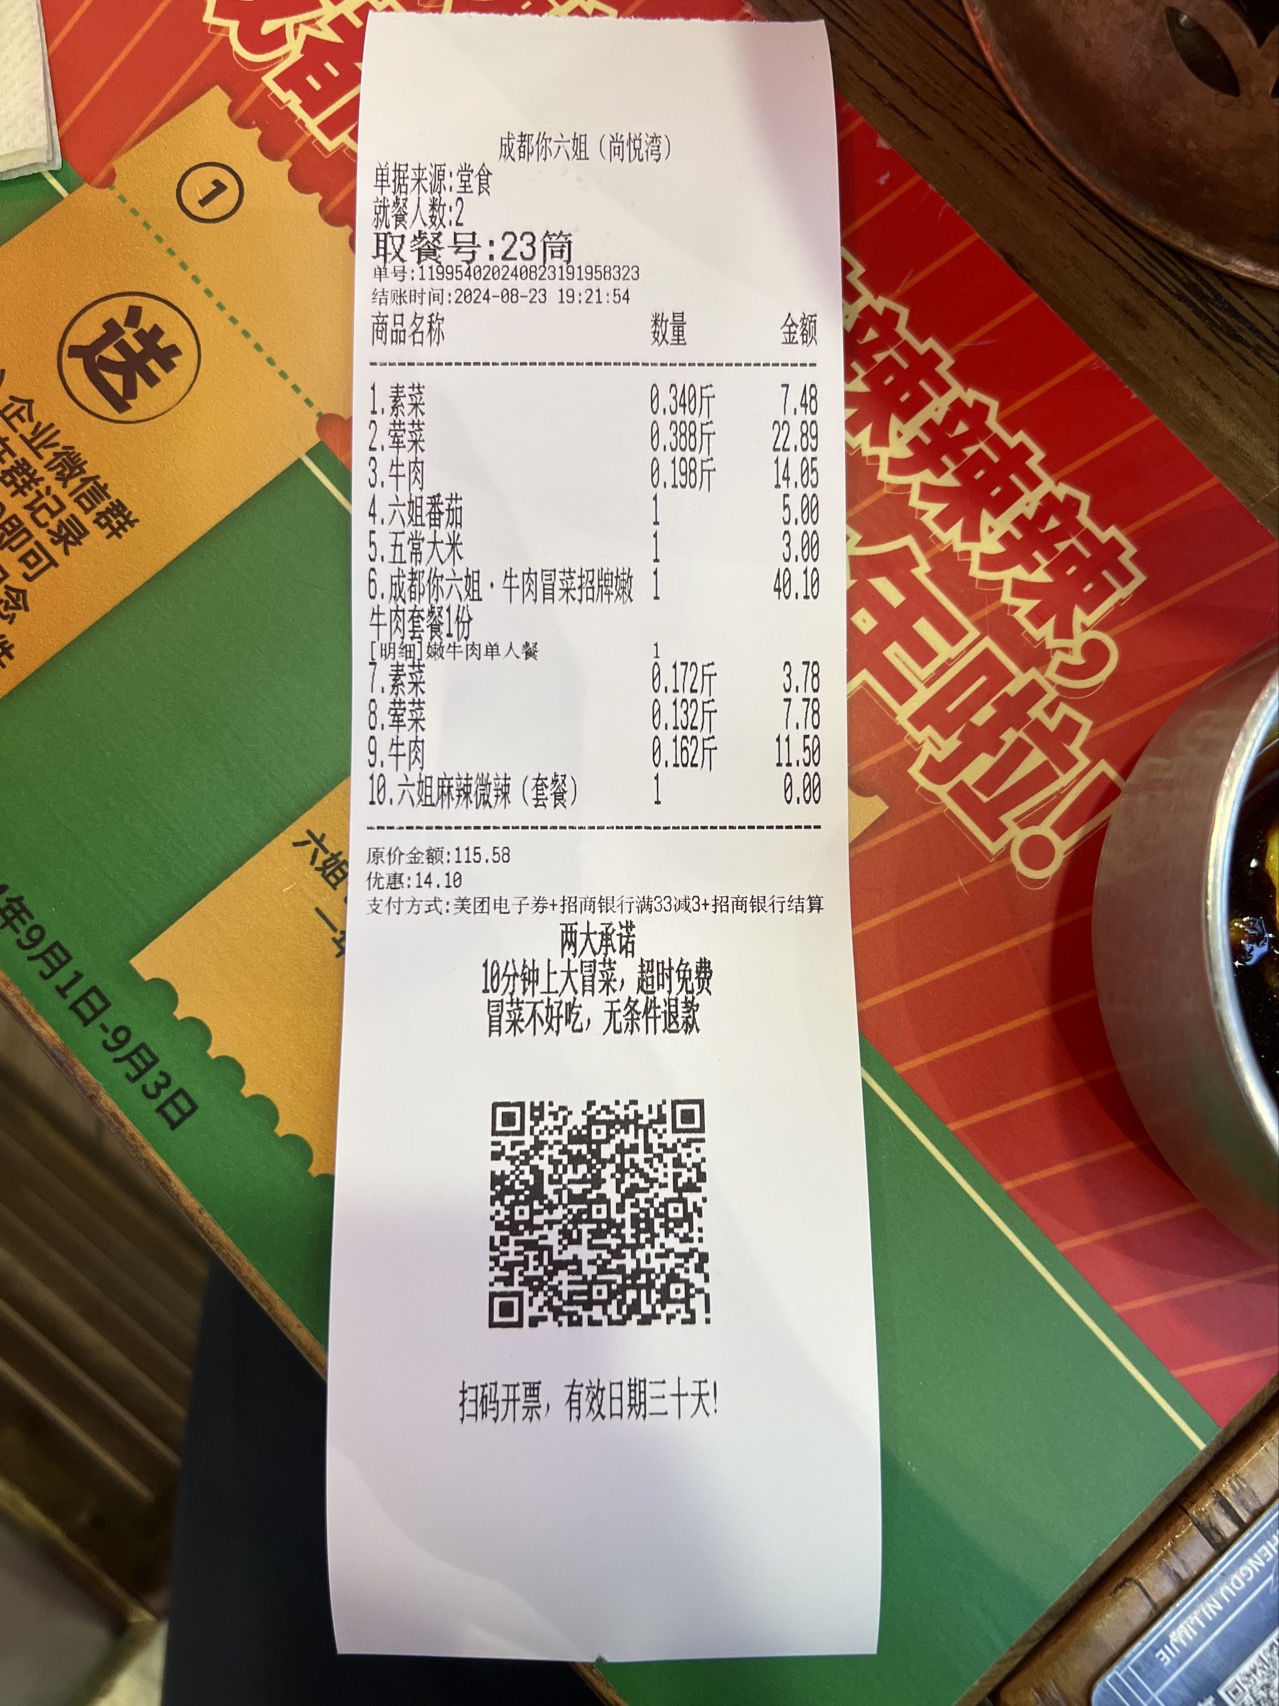 成都你六姐（尚悦湾）
单据来源:堂食
就餐人数:2
取餐号:23筒
单号:119954020240823191958323
结账时间:2024-08-23 19:21:54
商品名称 数量 金额
1.素菜 0.340斤 7.48
2.荤菜 0.388斤 22.89
3.牛肉 0.198斤 14.05
4.六姐番茄 1 5.00
5.五常大米 1 3.00
6.成都你六姐·牛肉冒菜招牌嫩 1 40.10
牛肉套餐1份
[明细]嫩牛肉单人餐 1
7.素菜 0.172斤 3.78
8.荤菜 0.132斤 7.78
9.牛肉 0.162斤 11.50
10.六姐麻辣微辣（套餐） 1 0.00
原价金额:115.58
优惠:14.10
支付方式:美团电子券+招商银行满33减3+招商银行结算
两大承诺
10分钟上大冒菜，超时免费
冒菜不好吃，无条件退款
扫码开票，有效日期三十天!
1
送
企业微信群
群记录
即可
六姐
年9月1日-9月3日
辣辣辣,
年啦!
HENGDU NI LIU JIE